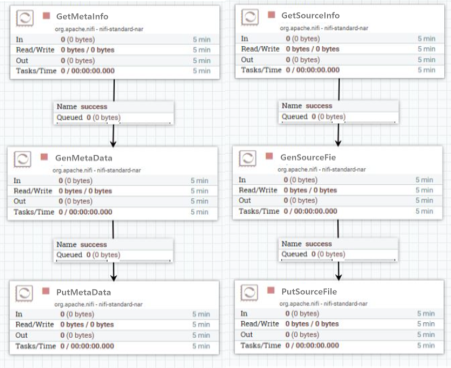 GetMetaInfo
org.apache.nifi - nifi-standard-nar
In 0 (0 bytes) 5 min
Read/Write 0 bytes / 0 bytes 5 min
Out 0 (0 bytes) 5 min
Tasks/Time 0 / 00:00:00.000 5 min
Name success
Queued 0 (0 bytes)
GenMetaData
org.apache.nifi - nifi-standard-nar
In 0 (0 bytes) 5 min
Read/Write 0 bytes / 0 bytes 5 min
Out 0 (0 bytes) 5 min
Tasks/Time 0 / 00:00:00.000 5 min
Name success
Queued 0 (0 bytes)
PutMetaData
org.apache.nifi - nifi-standard-nar
In 0 (0 bytes) 5 min
Read/Write 0 bytes / 0 bytes 5 min
Out 0 (0 bytes) 5 min
Tasks/Time 0 / 00:00:00.000 5 min
GetSourceInfo
org.apache.nifi - nifi-standard-nar
In 0 (0 bytes) 5 min
Read/Write 0 bytes / 0 bytes 5 min
Out 0 (0 bytes) 5 min
Tasks/Time 0 / 00:00:00.000 5 min
Name success
Queued 0 (0 bytes)
GenSourceFie
org.apache.nifi - nifi-standard-nar
In 0 (0 bytes) 5 min
Read/Write 0 bytes / 0 bytes 5 min
Out 0 (0 bytes) 5 min
Tasks/Time 0 / 00:00:00.000 5 min
Name success
Queued 0 (0 bytes)
PutSourceFile
org.apache.nifi - nifi-standard-nar
In 0 (0 bytes) 5 min
Read/Write 0 bytes / 0 bytes 5 min
Out 0 (0 bytes) 5 min
Tasks/Time 0 / 00:00:00.000 5 min